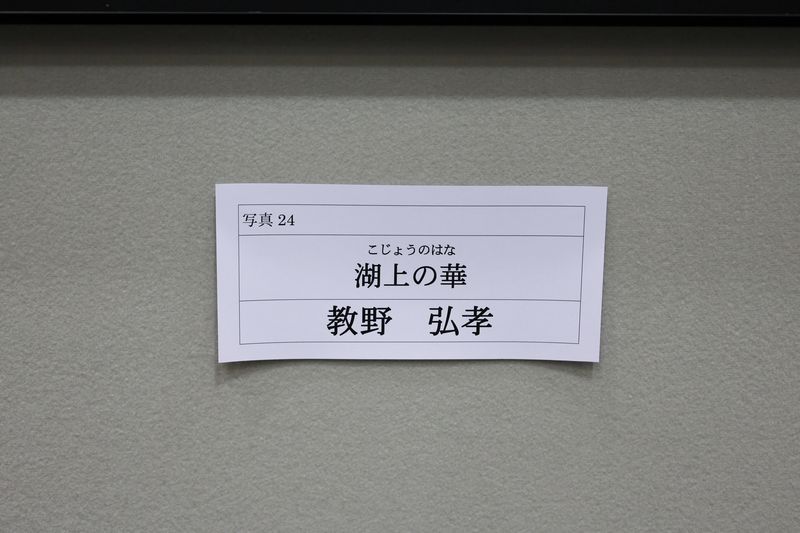 写真 24
こじょうのはな
湖上の華
教野　弘孝